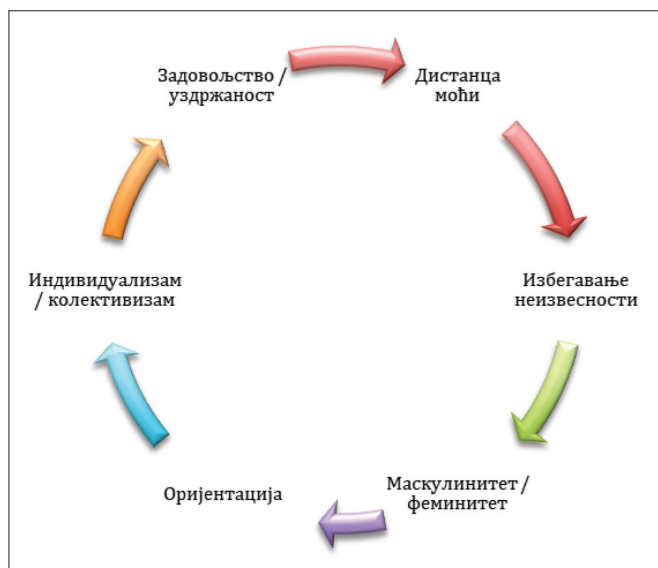 Задовољство /
уздржаност
Дистанца
моћи
Избегавање
неизвесности
Маскулинитет /
феминитет
Оријентација
Индивидуализам
/ колективизам